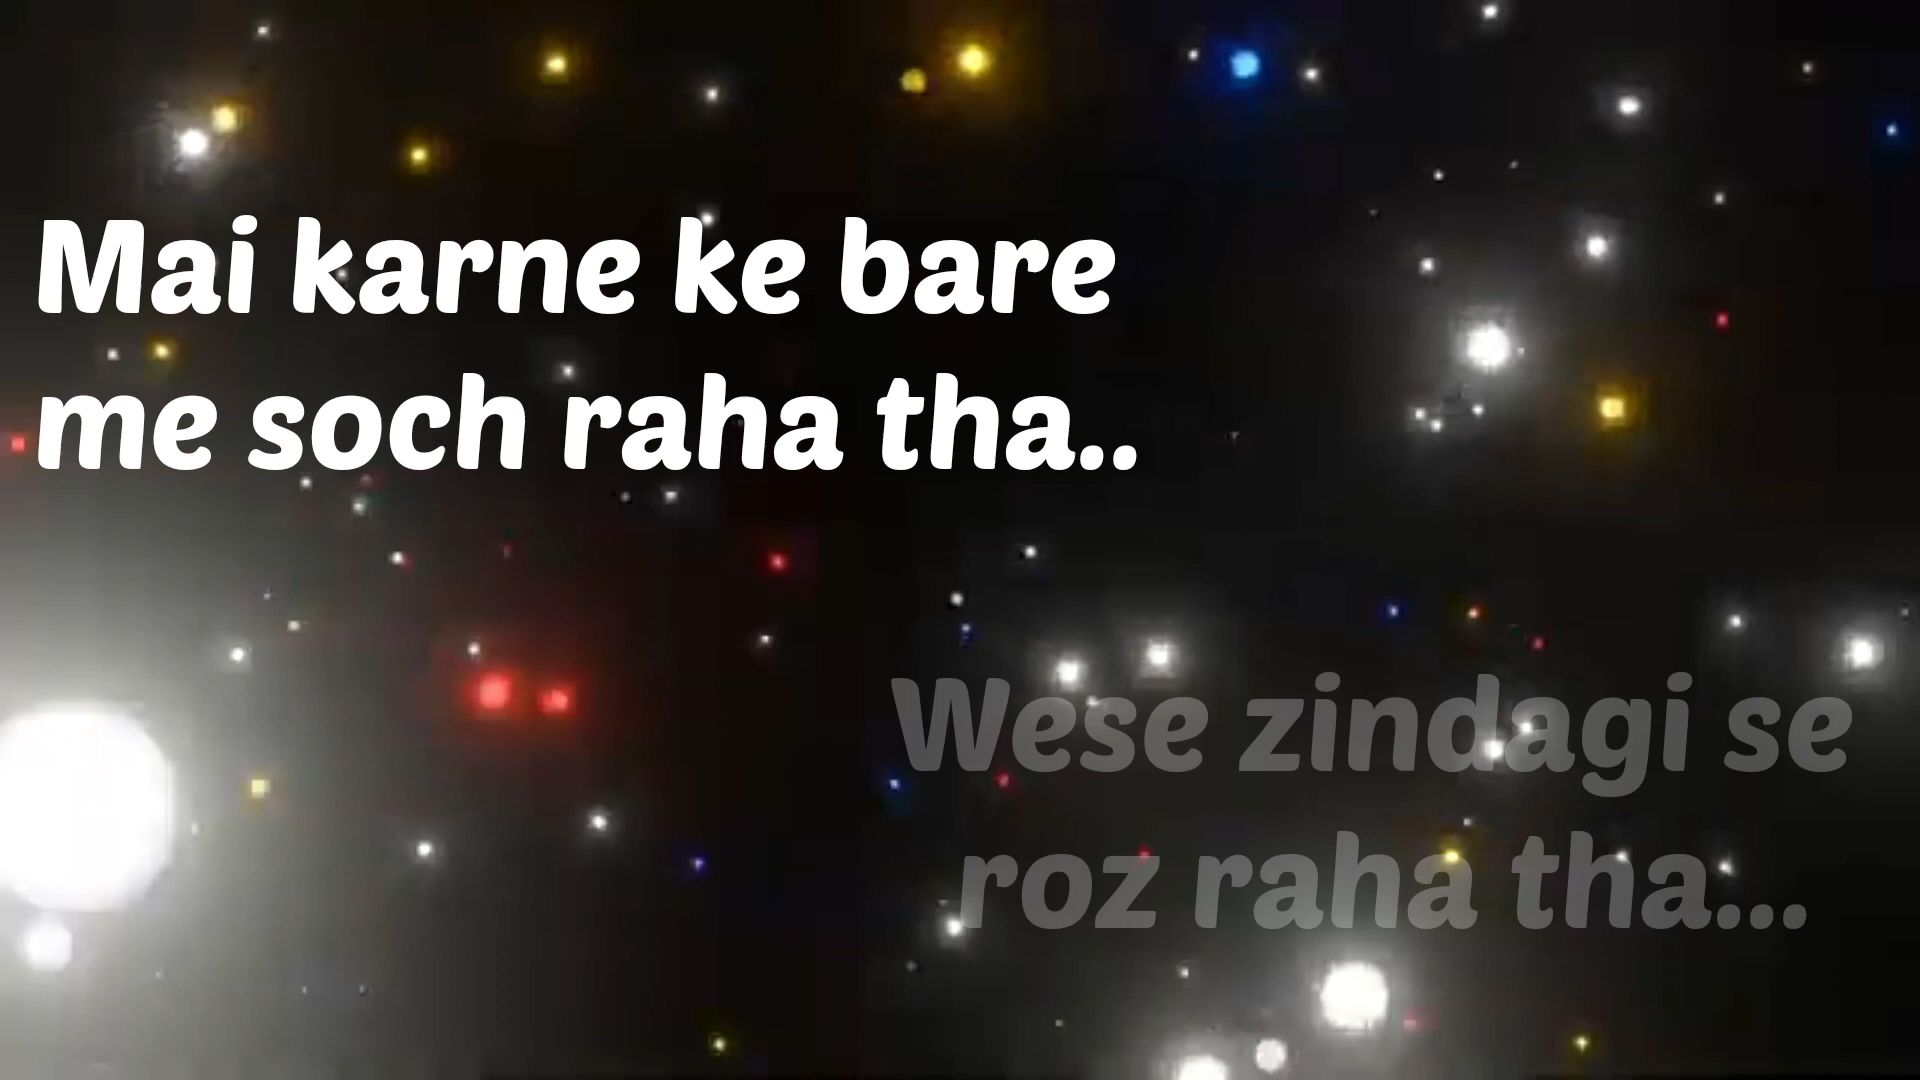 Mai karne ke bare
me soch raha tha..
Wese zindagi se
roz raha tha...